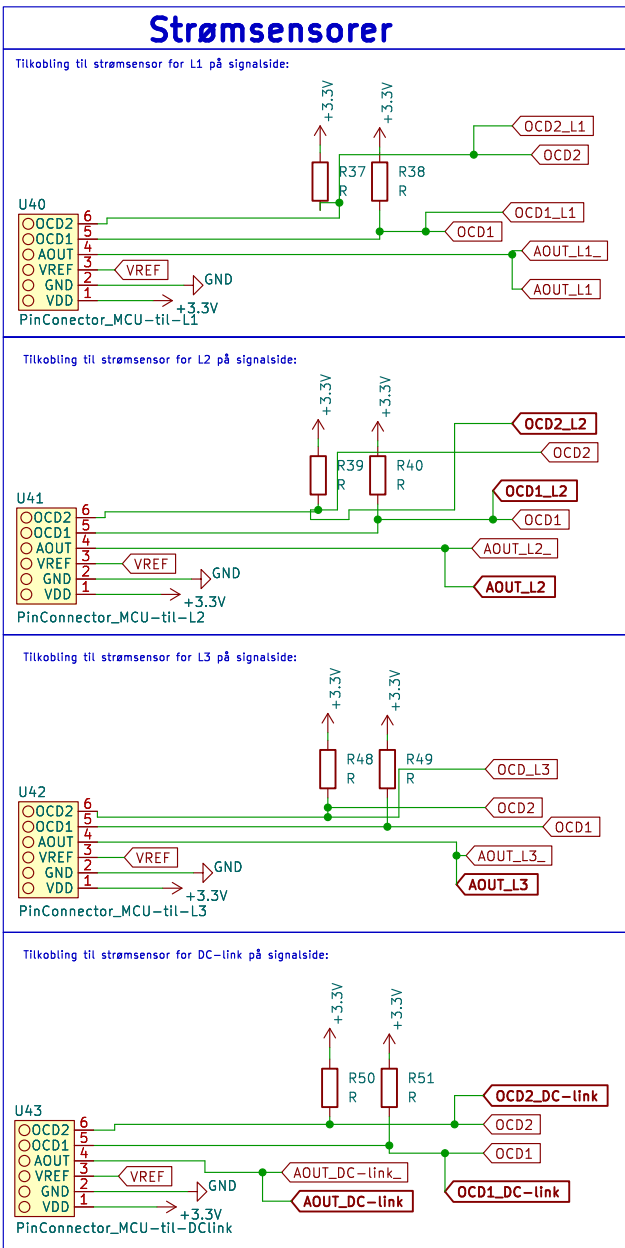 Strømsensorer
Tilkobling til strømsensor for L1 på signalside:
+3.3V
+3.3V
OCD2_L1
OCD2
R37
R
R38
R
U40
OCD1_L1
OCD1
OCD2 6
OCD1 5
AOUT 4
VREF 3
GND 2
VDD 1
AOUT_L1_
VREF
GND
AOUT_L1
+3.3V
PinConector_MCU-til-L1
Tilkobling til strømsensor for L2 på signalside:
+3.3V
+3.3V
OCD2_L2
OCD2
R39
R
R40
R
OCD1_L2
U41
OCD1
OCD2 6
OCD1 5
AOUT 4
VREF 3
GND 2
VDD 1
AOUT_L2_
VREF
GND
AOUT_L2
+3.3V
PinConnector_MCU-til-L2
Tilkobling til strømsensor for L3 på signalside:
+3.3V
+3.3V
R48
R
R49
R
OCD_L3
U42
OCD2
OCD1
OCD2 6
OCD1 5
AOUT 4
VREF 3
GND 2
VDD 1
VREF
AOUT_L3_
GND
AOUT_L3
+3.3V
PinConnector_MCU-til-L3
Tilkobling til strømsensor for DC-link på signalside:
+3.3V
+3.3V
R50
R
R51
R
OCD2_DC-link
U43
OCD2
OCD1
OCD2 6
OCD1 5
AOUT 4
VREF 3
GND 2
VDD 1
AOUT_DC-link_
VREF
GND
AOUT_DC-link
OCD1_DC-link
+3.3V
PinConnector_MCU-til-DClink